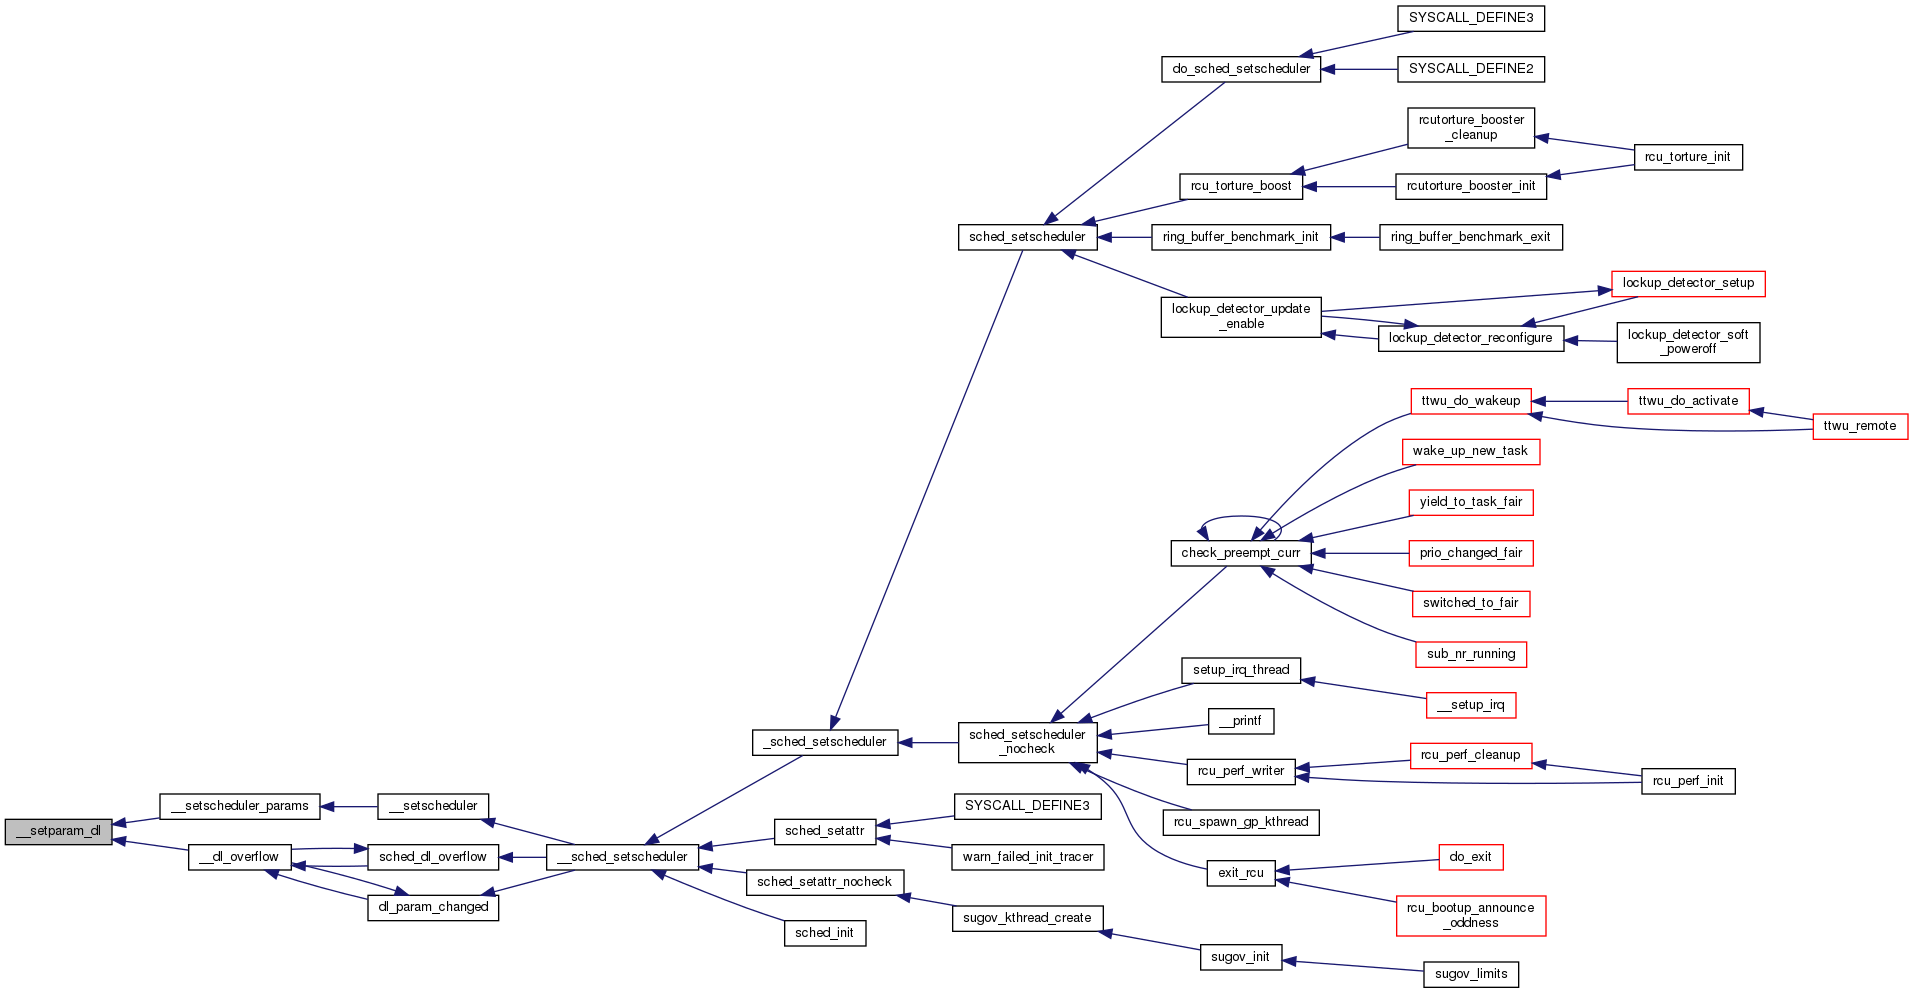 SYSCALL_DEFINE3
do_sched_setscheduler
SYSCALL_DEFINE2
rcutorture_booster
_cleanup
rcu_torture_init
rcu_torture_boost
rcutorture_booster_init
sched_setscheduler
ring_buffer_benchmark_init
ring_buffer_benchmark_exit
lockup_detector_setup
lockup_detector_update
_enable
lockup_detector_reconfigure
lockup_detector_soft
_poweroff
ttwu_do_wakeup
ttwu_do_activate
ttwu_remote
wake_up_new_task
yield_to_task_fair
check_preempt_curr
prio_changed_fair
switched_to_fair
sub_nr_running
setup_irq_thread
__setup_irq
__printf
_sched_setscheduler
sched_setscheduler
_nocheck
rcu_perf_writer
rcu_perf_cleanup
rcu_perf_init
__setscheduler_params
__setscheduler
SYSCALL_DEFINE3
rcu_spawn_gp_kthread
__setparam_dl
sched_setattr
__dl_overflow
sched_dl_overflow
__sched_setscheduler
warn_failed_init_tracer
do_exit
exit_rcu
sched_setattr_nocheck
dl_param_changed
rcu_bootup_announce
_oddness
sugov_kthread_create
sched_init
sugov_init
sugov_limits